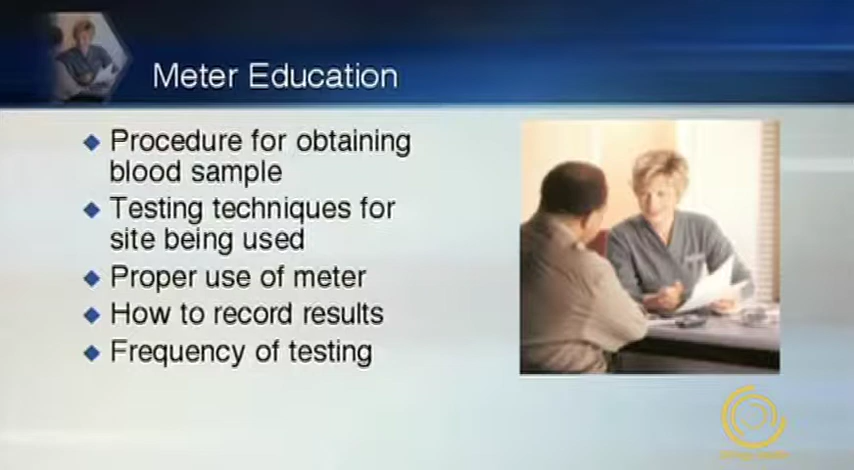 Meter Education
Procedure for obtaining
blood sample
Testing techniques for
site being used
Proper use of meter
How to record results
Frequency of testing